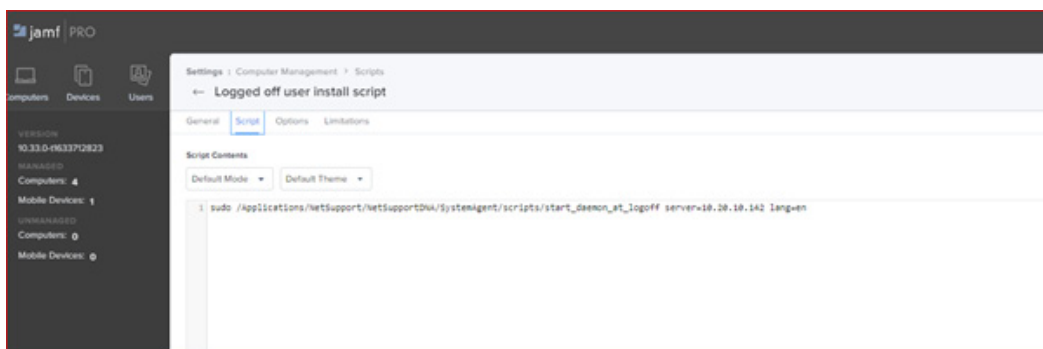 jamf PRO
Computers Devices Users
Settings : Computer Management > Scripts
← Logged off user install script
General Script Options Limitations
VERSION
10.33.0-t1633712823
MANAGED
Computers: 4
Mobile Devices: 1
UNMANAGED
Computers: 0
Mobile Devices: 0
Script Contents
Default Mode Default Theme
1 sudo /Applications/NetSupport/NetSupportDNA/SystemAgent/scripts/start_daemon_at_logoff server=10.20.10.142 lang=en